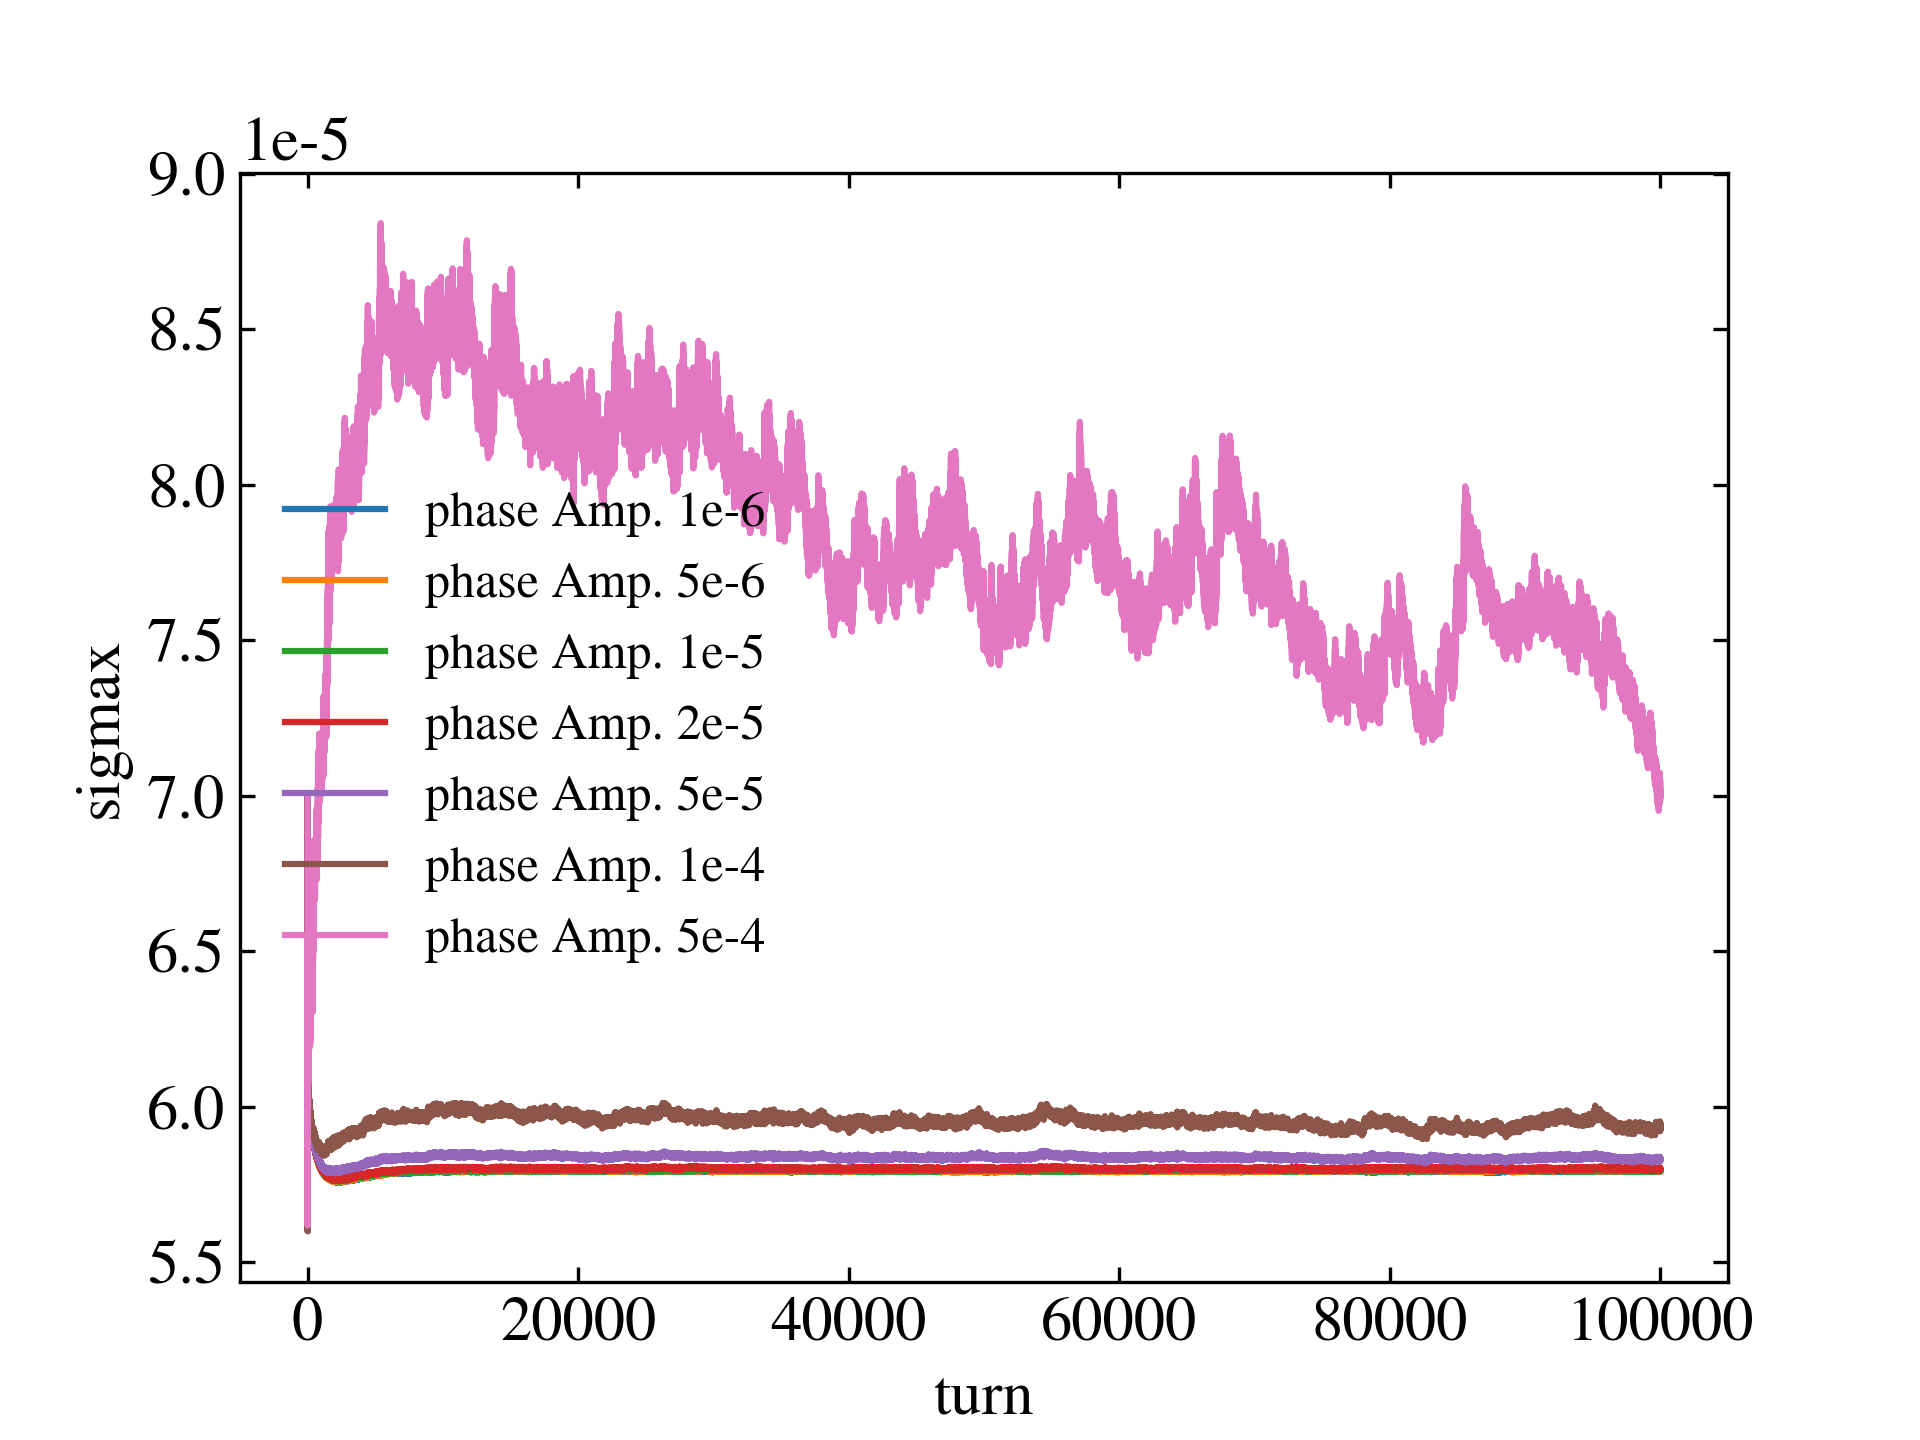 1e-5
9.0
8.5
8.0
7.5
7.0
6.5
6.0
5.5
sigmax
phase Amp. 1e-6
phase Amp. 5e-6
phase Amp. 1e-5
phase Amp. 2e-5
phase Amp. 5e-5
phase Amp. 1e-4
phase Amp. 5e-4
0 20000 40000 60000 80000 100000
turn